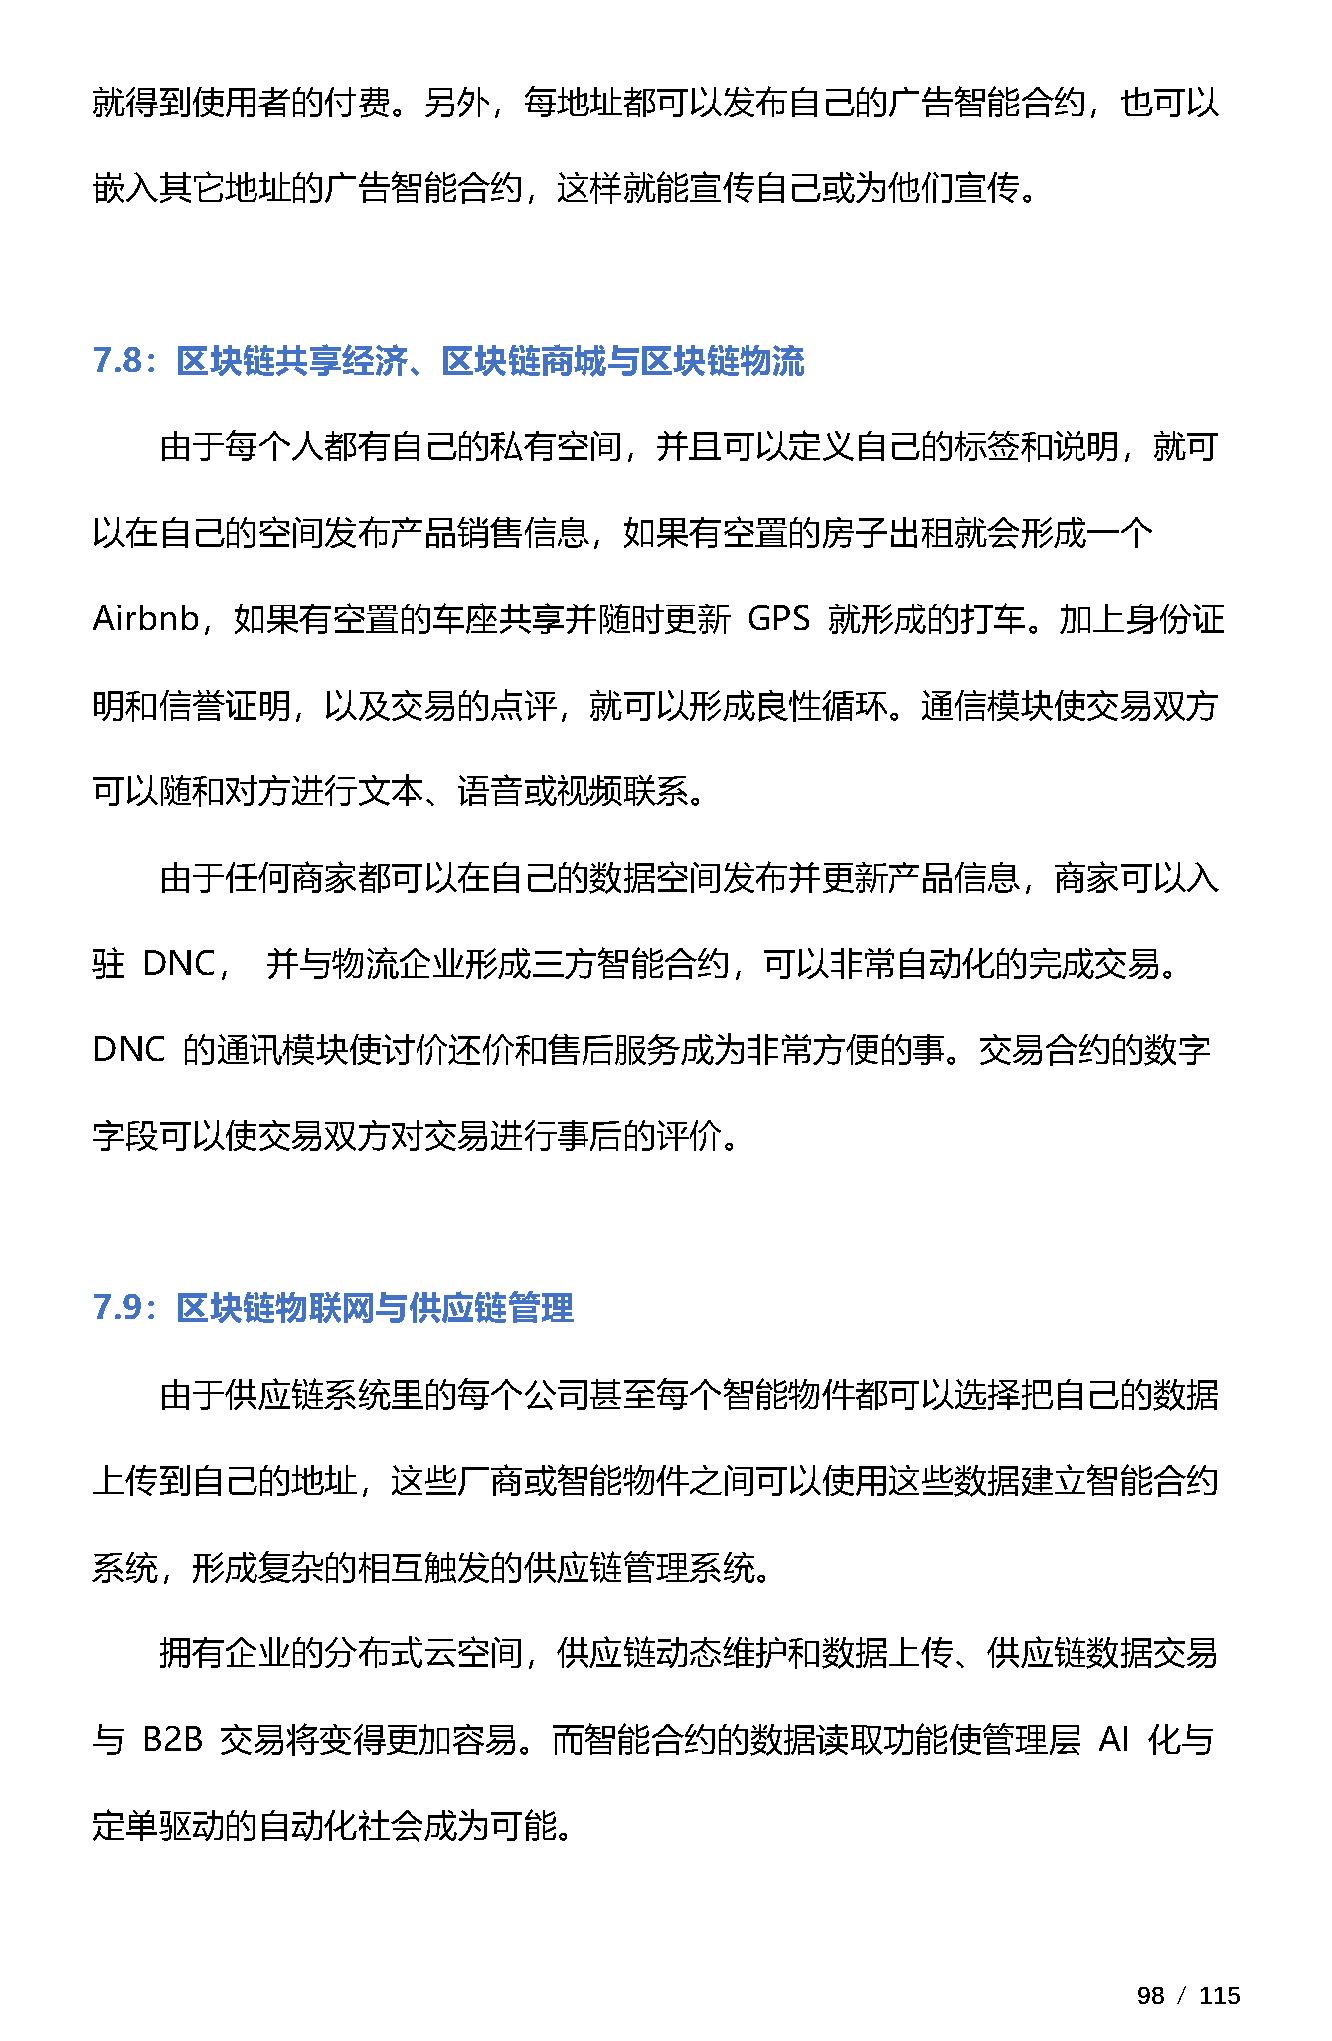 就得到使用者的付费。另外，每地址都可以发布自己的广告智能合约，也可以
嵌入其它地址的广告智能合约，这样就能宣传自己或为他们宣传。
7.8：区块链共享经济、区块链商城与区块链物流
由于每个人都有自己的私有空间，并且可以定义自己的标签和说明，就可
以在自己的空间发布产品销售信息，如果有空置的房子出租就会形成一个
Airbnb，如果有空置的车座共享并随时更新 GPS 就形成的打车。加上身份证
明和信誉证明，以及交易的点评，就可以形成良性循环。通信模块使交易双方
可以随和对方进行文本、语音或视频联系。
由于任何商家都可以在自己的数据空间发布并更新产品信息，商家可以入
驻 DNC， 并与物流企业形成三方智能合约，可以非常自动化的完成交易。
DNC 的通讯模块使讨价还价和售后服务成为非常方便的事。交易合约的数字
字段可以使交易双方对交易进行事后的评价。
7.9：区块链物联网与供应链管理
由于供应链系统里的每个公司甚至每个智能物件都可以选择把自己的数据
上传到自己的地址，这些厂商或智能物件之间可以使用这些数据建立智能合约
系统，形成复杂的相互触发的供应链管理系统。
拥有企业的分布式云空间，供应链动态维护和数据上传、供应链数据交易
与 B2B 交易将变得更加容易。而智能合约的数据读取功能使管理层 AI 化与
定单驱动的自动化社会成为可能。
98 / 115